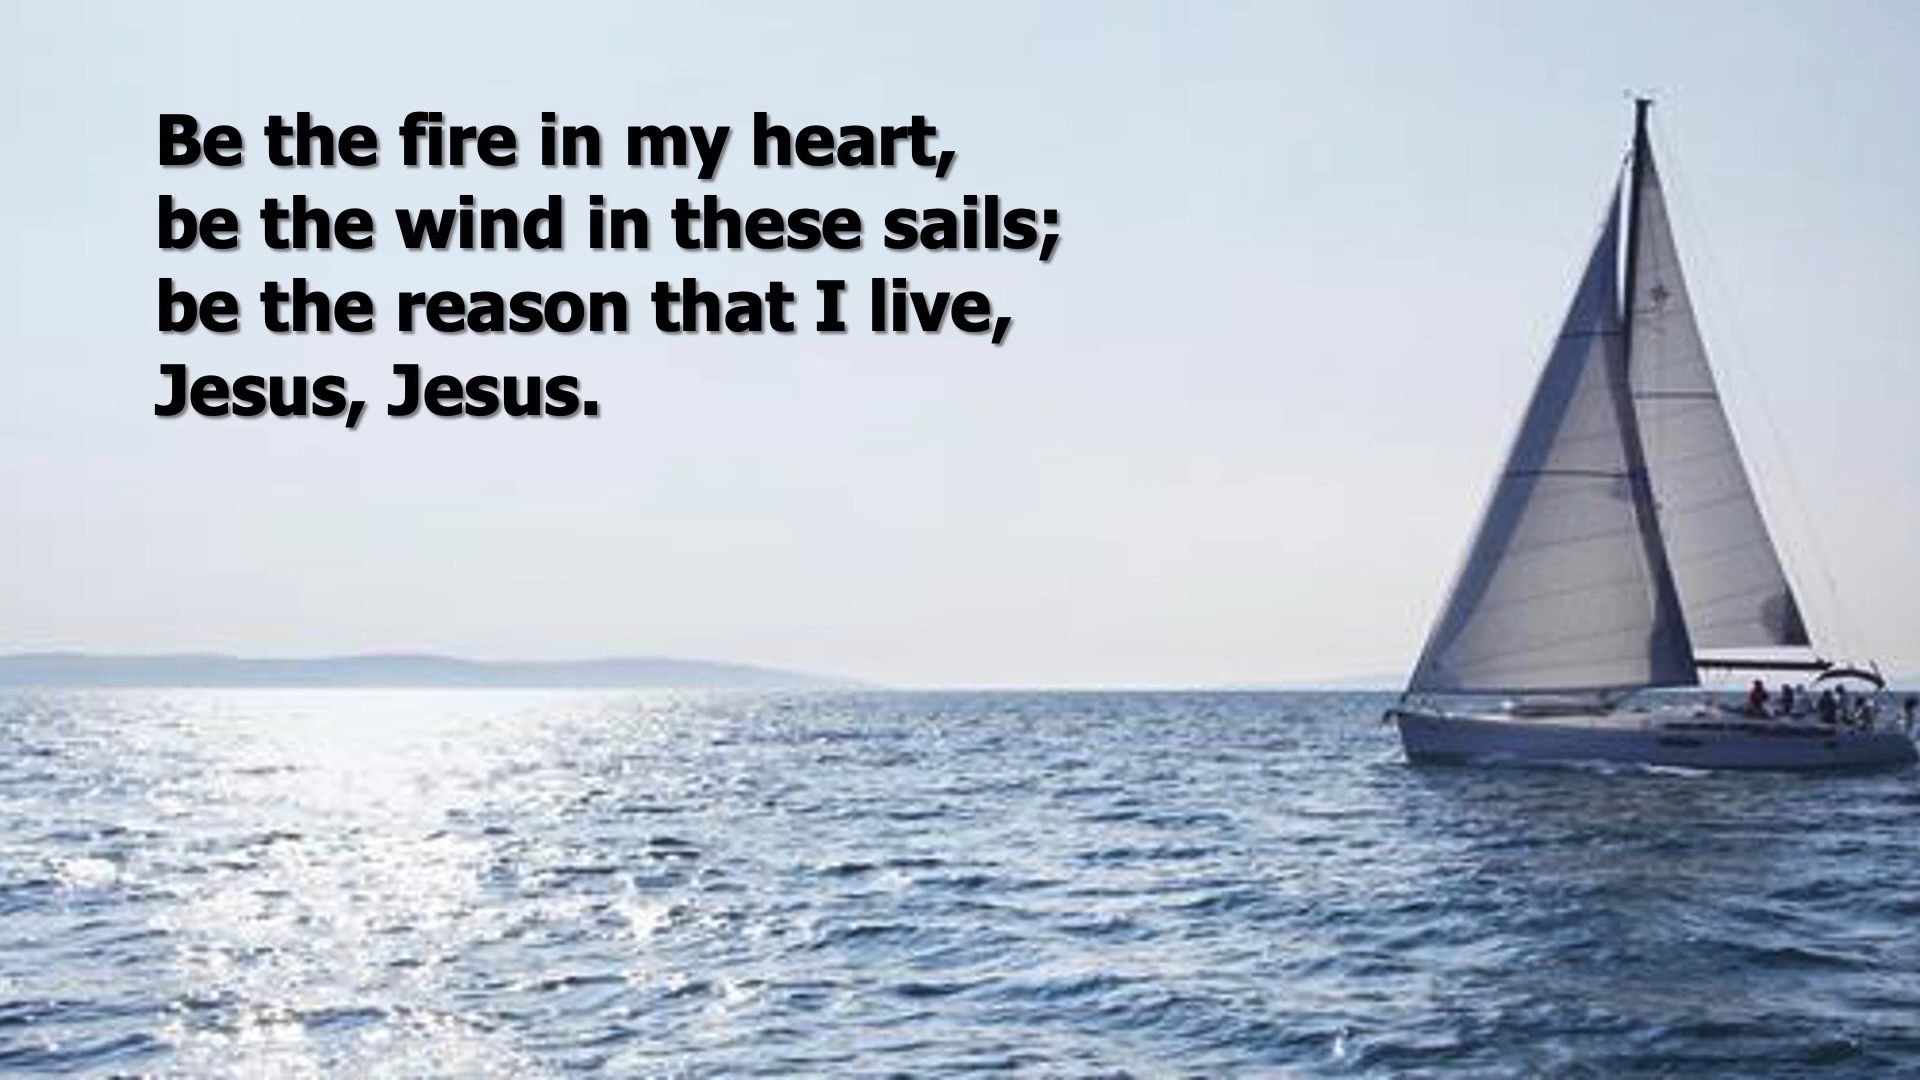 Be the fire in my heart,
be the wind in these sails;
be the reason that I live,
Jesus, Jesus.